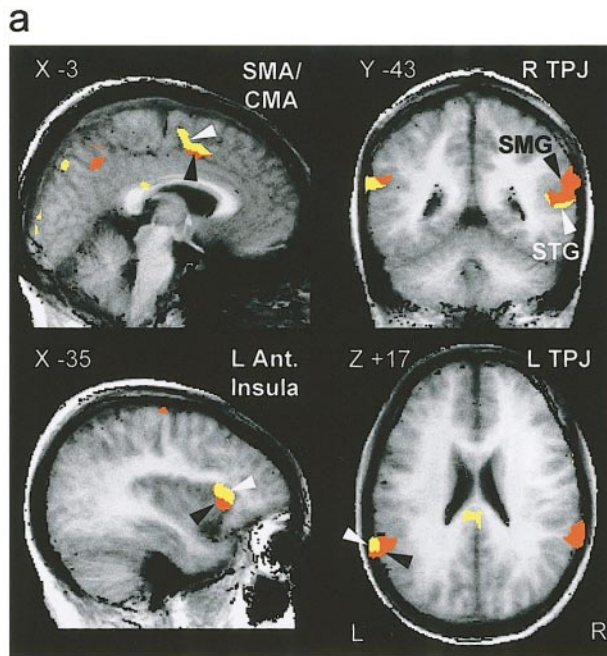 a
X -3
SMA/
CMA
Y -43
R TPJ
SMG
STG
X -35
L Ant.
Insula
Z +17
L TPJ
L
R